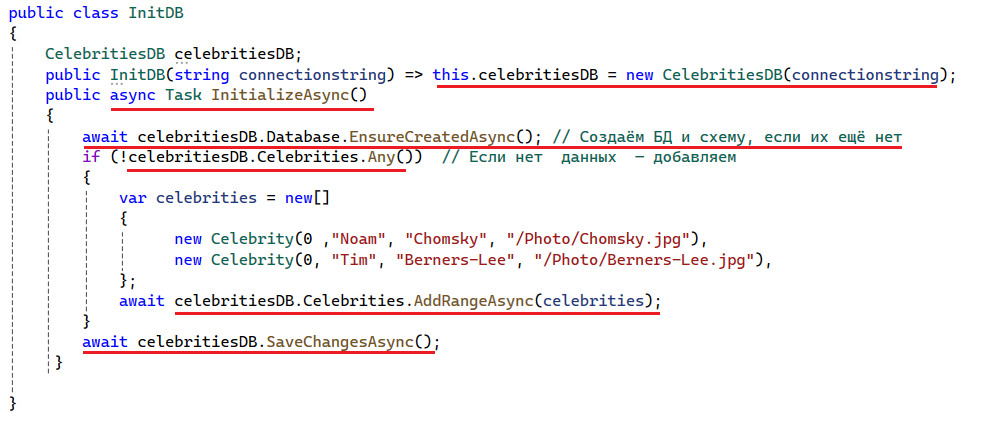 public class InitDB
{
CelebritiesDB celebritiesDB;
public InitDB(string connectionstring) => this.celebritiesDB = new CelebritiesDB(connectionstring);
public async Task InitializeAsync()
{
await celebritiesDB.Database.EnsureCreatedAsync(); // Создаём БД и схему, если их ещё нет
if (!celebritiesDB.Celebrities.Any()) // Если нет данных – добавляем
{
var celebrities = new[]
{
new Celebrity(0 ,"Noam", "Chomsky", "/Photo/Chomsky.jpg"),
new Celebrity(0, "Tim", "Berners-Lee", "/Photo/Berners-Lee.jpg"),
};
await celebritiesDB.Celebrities.AddRangeAsync(celebrities);
}
await celebritiesDB.SaveChangesAsync();
}
}